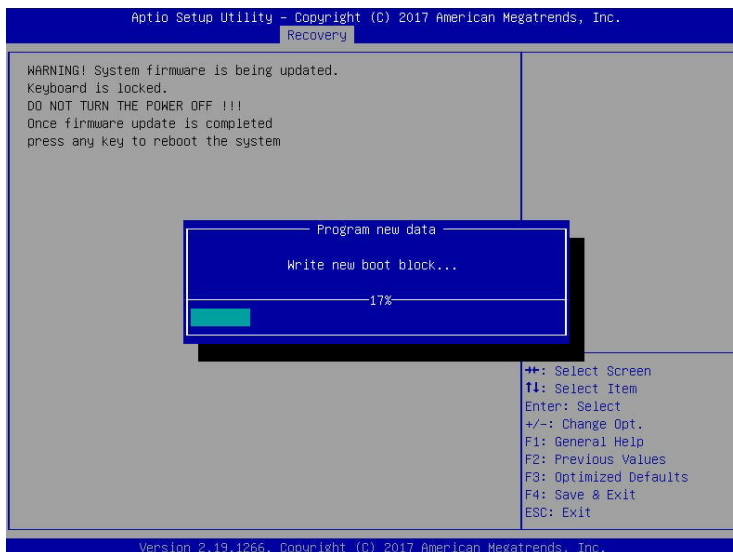 Aptio Setup Utility – Copyright (C) 2017 American Megatrends, Inc.
Recovery
WARNING! System firmware is being updated.
Keyboard is locked.
DO NOT TURN THE POWER OFF !!!
Once firmware update is completed
press any key to reboot the system
Program new data
Write new boot block...
17%
→←: Select Screen
↑↓: Select Item
Enter: Select
+/-: Change Opt.
F1: General Help
F2: Previous Values
F3: Optimized Defaults
F4: Save & Exit
ESC: Exit
Version 2.19.1266. Copyright (C) 2017 American Megatrends, Inc.